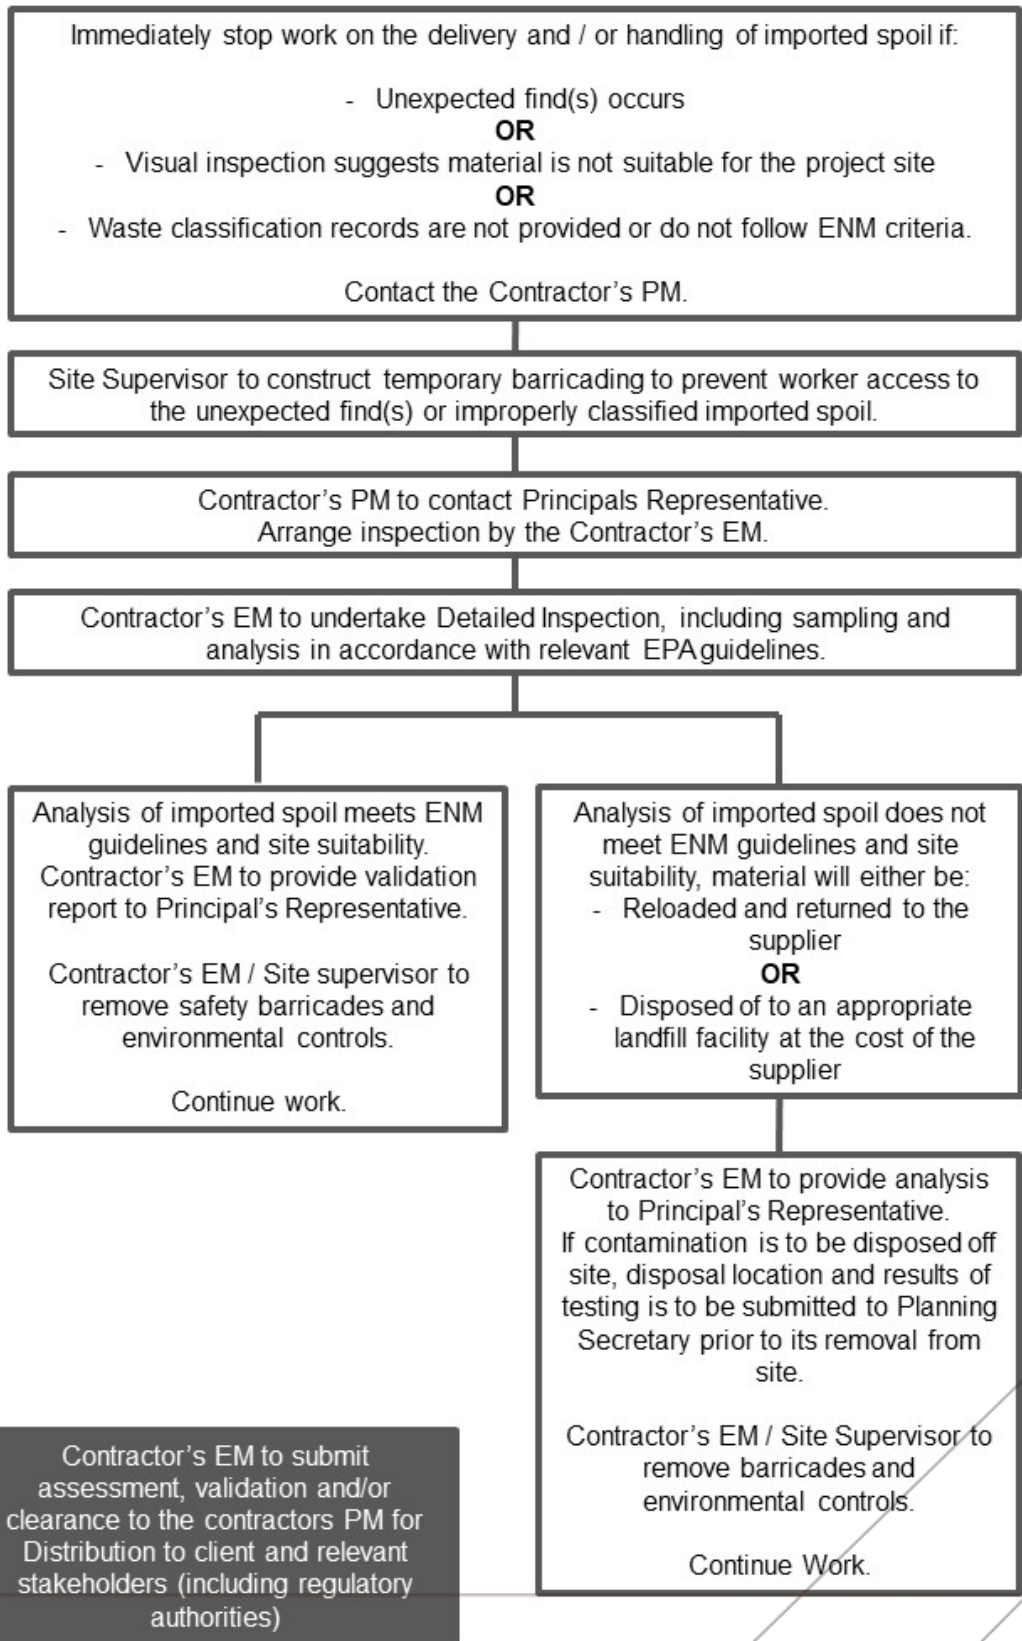 Immediately stop work on the delivery and / or handling of imported spoil if:
- Unexpected find(s) occurs
OR
- Visual inspection suggests material is not suitable for the project site
OR
- Waste classification records are not provided or do not follow ENM criteria.
Contact the Contractor's PM.
Site Supervisor to construct temporary barricading to prevent worker access to
the unexpected find(s) or improperly classified imported spoil.
Contractor's PM to contact Principals Representative.
Arrange inspection by the Contractor's EM.
Contractor's EM to undertake Detailed Inspection, including sampling and
analysis in accordance with relevant EPA guidelines.
Analysis of imported spoil meets ENM
guidelines and site suitability.
Contractor's EM to provide validation
report to Principal's Representative.
Contractor's EM / Site supervisor to
remove safety barricades and
environmental controls.
Continue work.
Analysis of imported spoil does not
meet ENM guidelines and site
suitability, material will either be:
- Reloaded and returned to the
supplier
OR
- Disposed of to an appropriate
landfill facility at the cost of the
supplier
Contractor's EM to provide analysis
to Principal's Representative.
If contamination is to be disposed off
site, disposal location and results of
testing is to be submitted to Planning
Secretary prior to its removal from
site.
Contractor's EM / Site Supervisor to
remove barricades and
environmental controls.
Continue Work.
Contractor's EM to submit
assessment, validation and/or
clearance to the contractors PM for
Distribution to client and relevant
stakeholders (including regulatory
authorities)